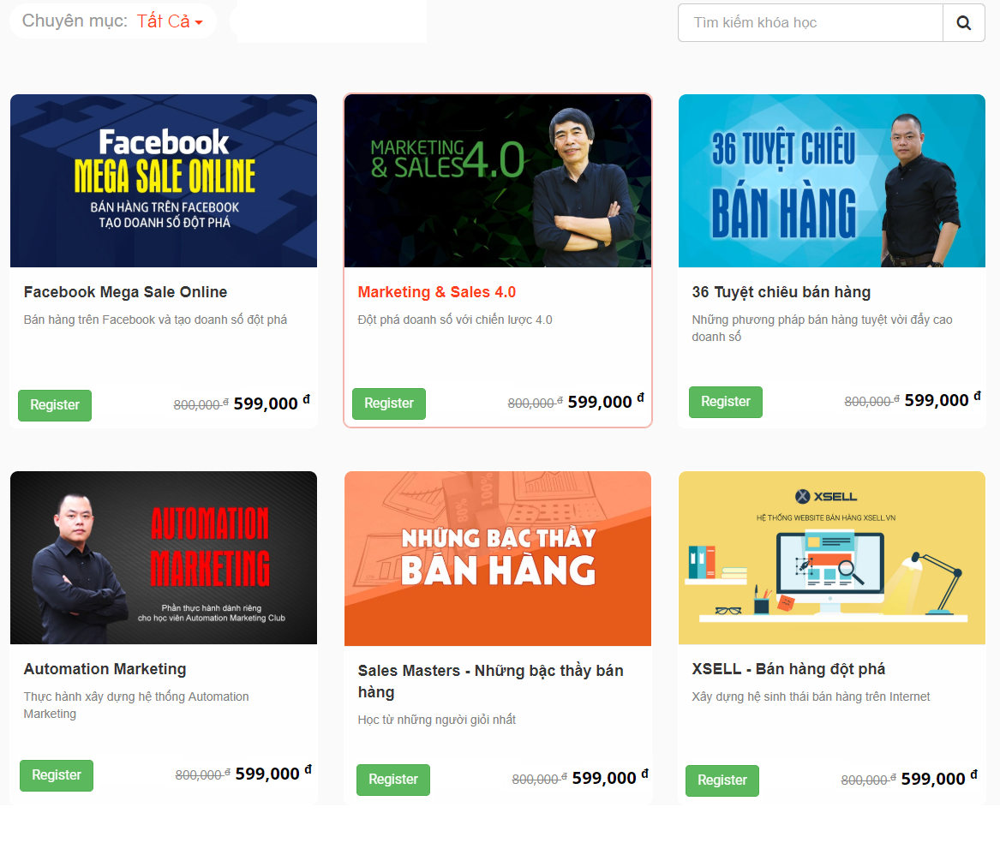 Chuyên mục: Tất Cả
Tìm kiếm khóa học
Facebook
MEGA SALE ONLINE
BÁN HÀNG TRÊN FACEBOOK
TẠO DOANH SỐ ĐỘT PHÁ
MARKETING
& SALES 4.0
36 TUYỆT CHIÊU
BÁN HÀNG
Facebook Mega Sale Online
Bán hàng trên Facebook và tạo doanh số đột phá
Register
800,000 đ 599,000 đ
Marketing & Sales 4.0
Đột phá doanh số với chiến lược 4.0
Register
800,000 đ 599,000 đ
36 Tuyệt chiêu bán hàng
Những phương pháp bán hàng tuyệt vời đẩy cao
doanh số
Register
800,000 đ 599,000 đ
AUTOMATION
MARKETING
Phần thực hành dành riêng
cho học viên Automation Marketing Club
80%
100%
NHỮNG BẬC THẦY
BÁN HÀNG
XSELL
HỆ THỐNG WEBSITE BÁN HÀNG XSELL.VN
Automation Marketing
Thực hành xây dựng hệ thống Automation
Marketing
Register
800,000 đ 599,000 đ
Sales Masters - Những bậc thầy bán
hàng
Học từ những người giỏi nhất
Register
800,000 đ 599,000 đ
XSELL - Bán hàng đột phá
Xây dựng hệ sinh thái bán hàng trên Internet
Register
800,000 đ 599,000 đ